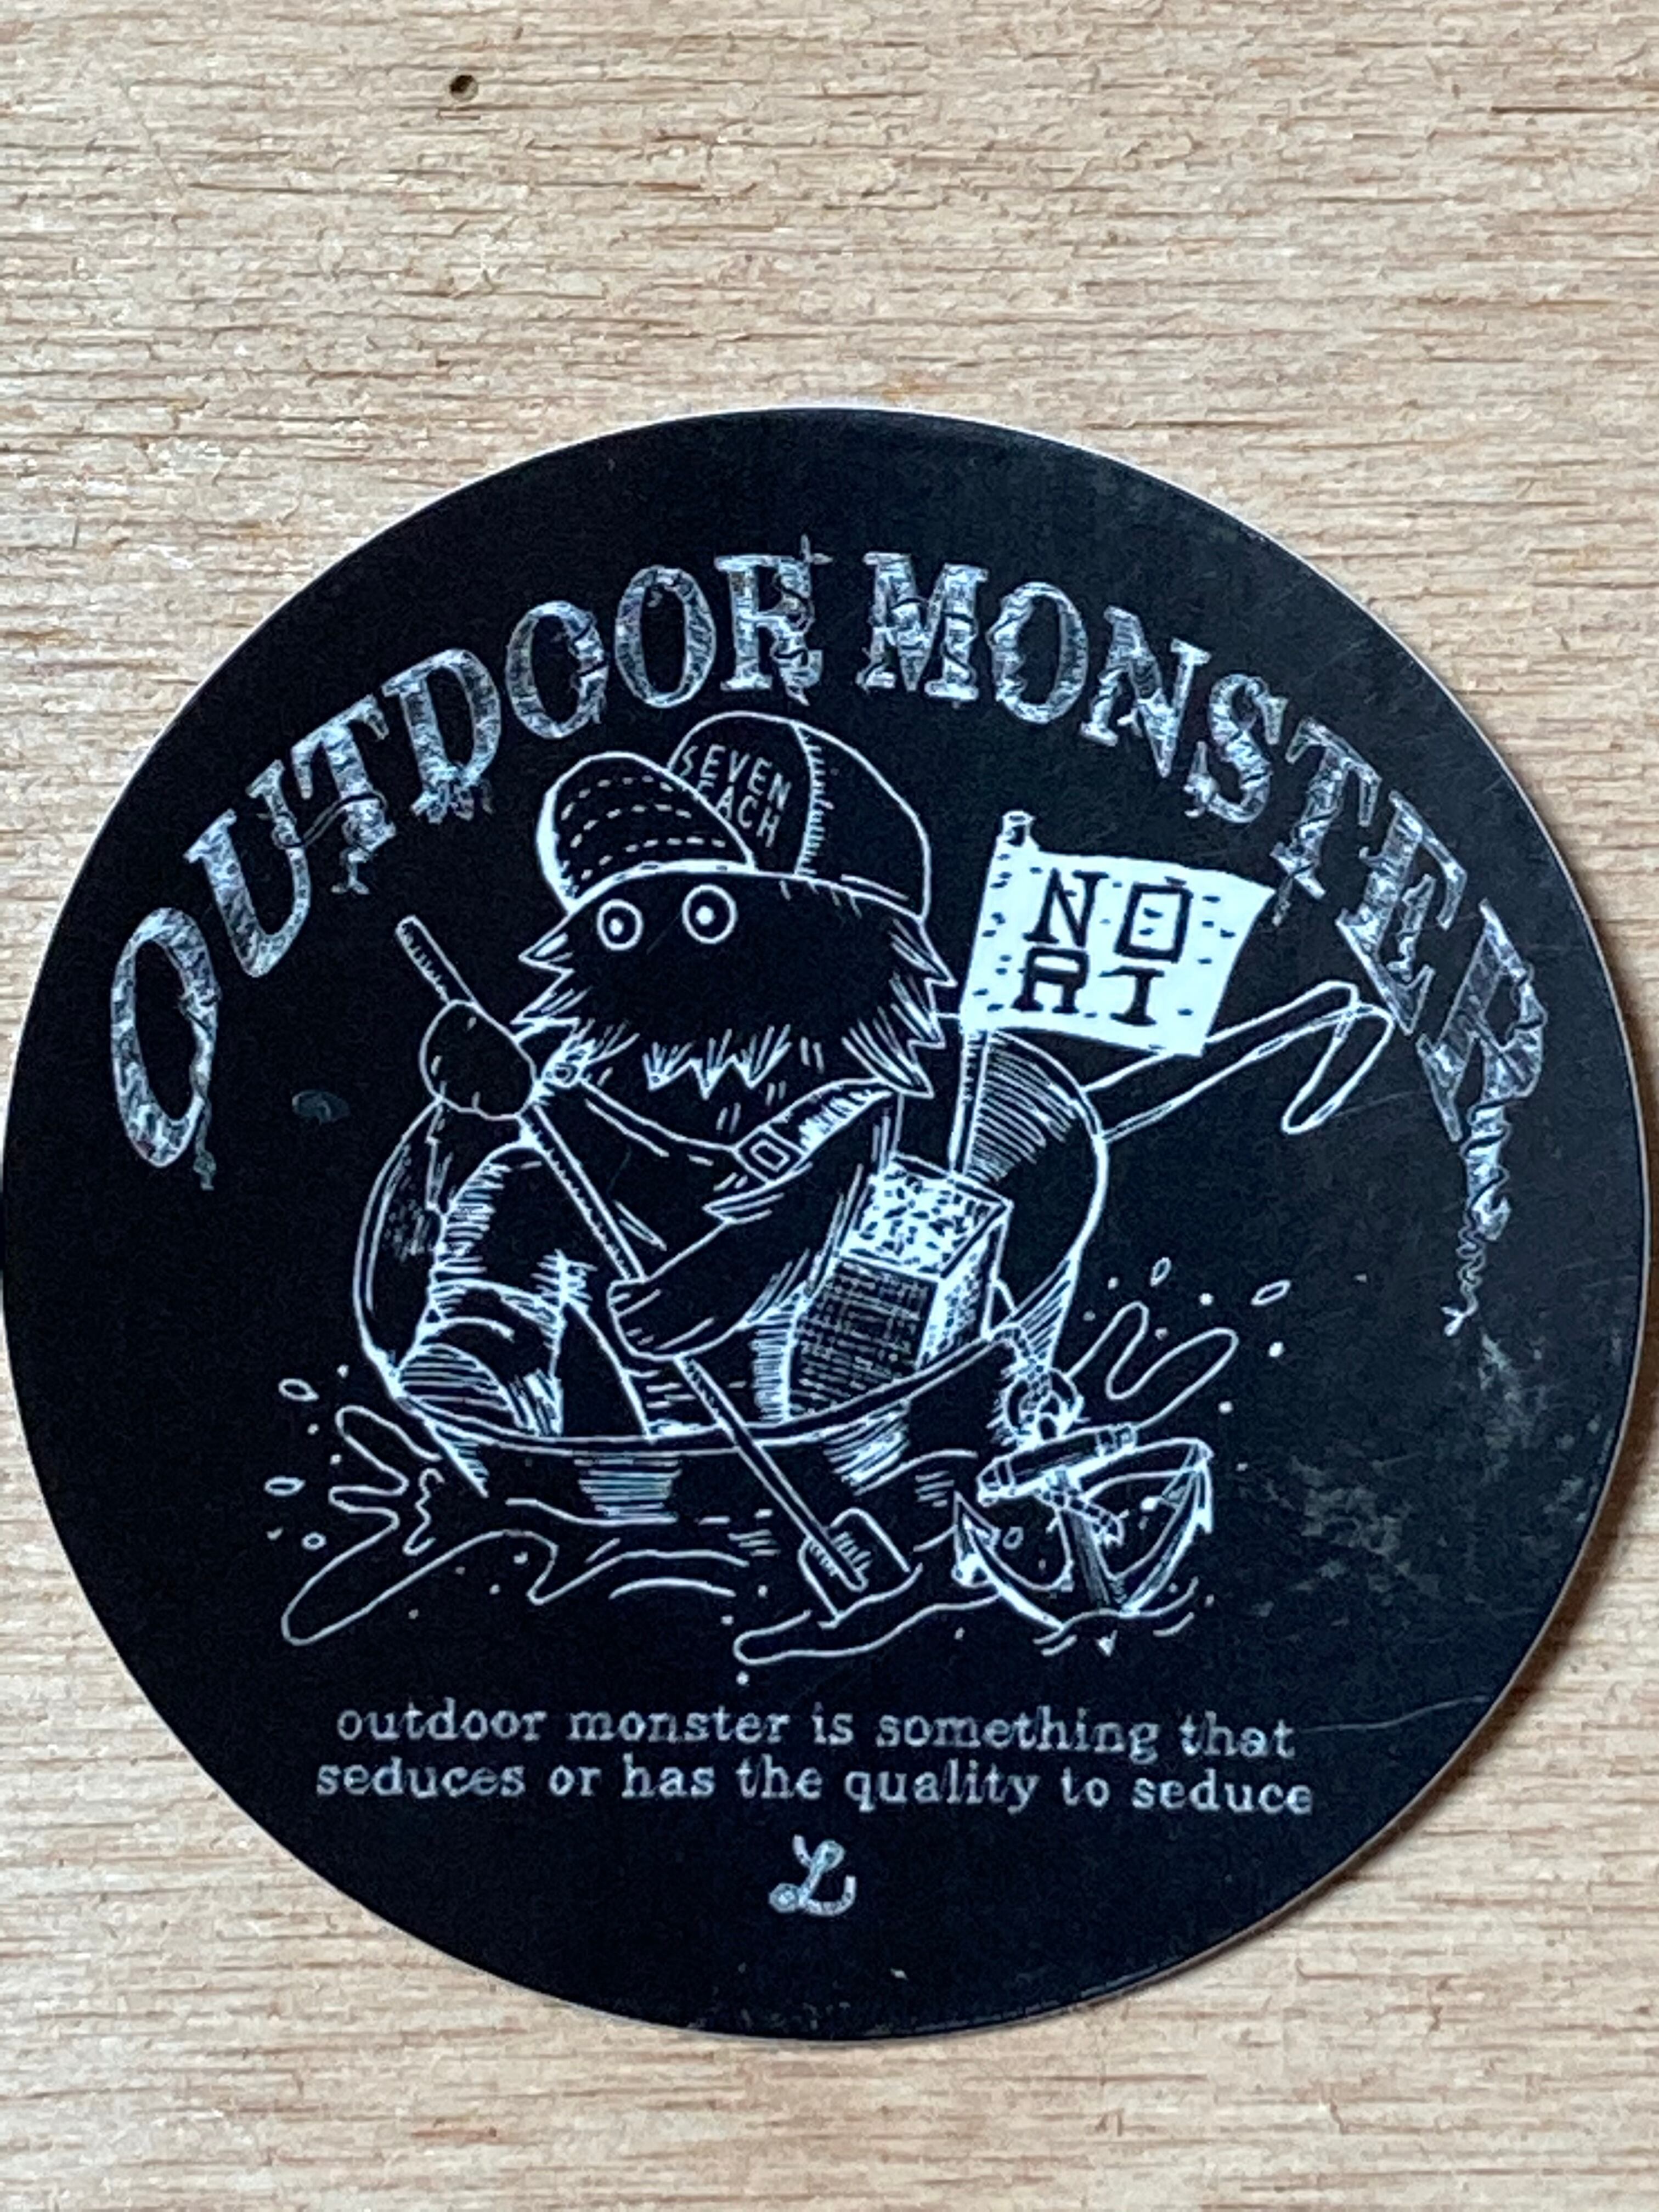 OUTDOOR MONSTER
SEVEN
EACH
NO
RI
outdoor monster is something that
seduces or has the quality to seduce
L